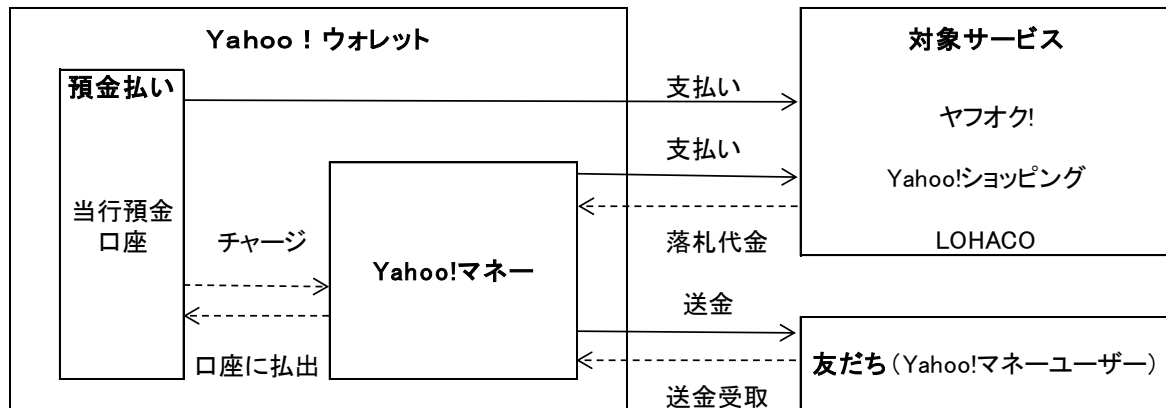 Yahoo！ウォレット
預金払い
当行預金
口座
チャージ
口座に払出
Yahoo!マネー
支払い
支払い
落札代金
送金
送金受取
対象サービス
ヤフオク!
Yahoo!ショッピング
LOHACO
友だち（Yahoo!マネーユーザー）